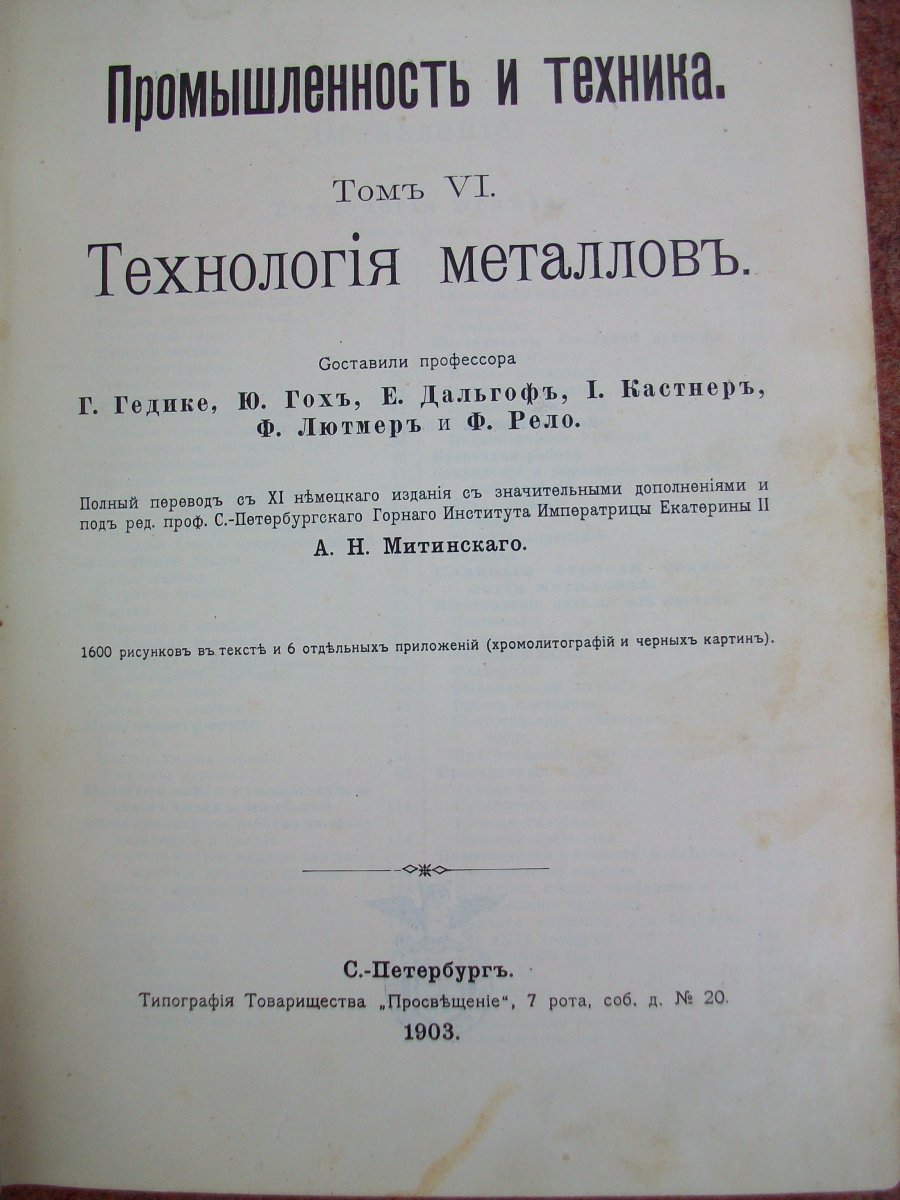 Промышленность и техника.
Томъ VI.
Технологія металловъ.
Составили профессора
Г. Гедике, Ю. Гохъ, Е. Дальгофъ, І. Кастнеръ,
Ф. Лютмеръ и Ф. Рело.
Полный переводъ съ XI нѣмецкаго изданія съ значительными дополненіями и
подъ ред. проф. С.-Петербургскаго Горнаго Института Императрицы Екатерины II
А. Н. Митинскаго.
1600 рисунковъ въ текстѣ и 6 отдѣльныхъ приложеній (хромолитографій и черныхъ картинъ).
С.-Петербургъ.
Типографія Товарищества „Просвѣщеніе“, 7 рота, соб. д. № 20.
1903.